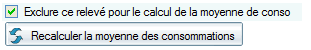 Exclure ce relevé pour le calcul de la moyenne de conso
Recalculer la moyenne des consommations